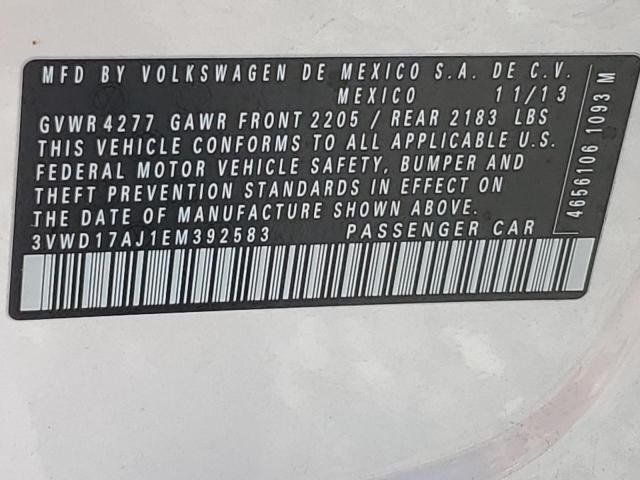 MFD BY VOLKSWAGEN DE MEXICO S.A. DE C.V.
MEXICO 11/13
GVWR 4277 GAWR FRONT 2205 / REAR 2183 LBS
THIS VEHICLE CONFORMS TO ALL APPLICABLE U.S.
FEDERAL MOTOR VEHICLE SAFETY, BUMPER AND
THEFT PREVENTION STANDARDS IN EFFECT ON
THE DATE OF MANUFACTURE SHOWN ABOVE.
3VWD17AJ1EM392583 PASSENGER CAR
4656106 1093 M